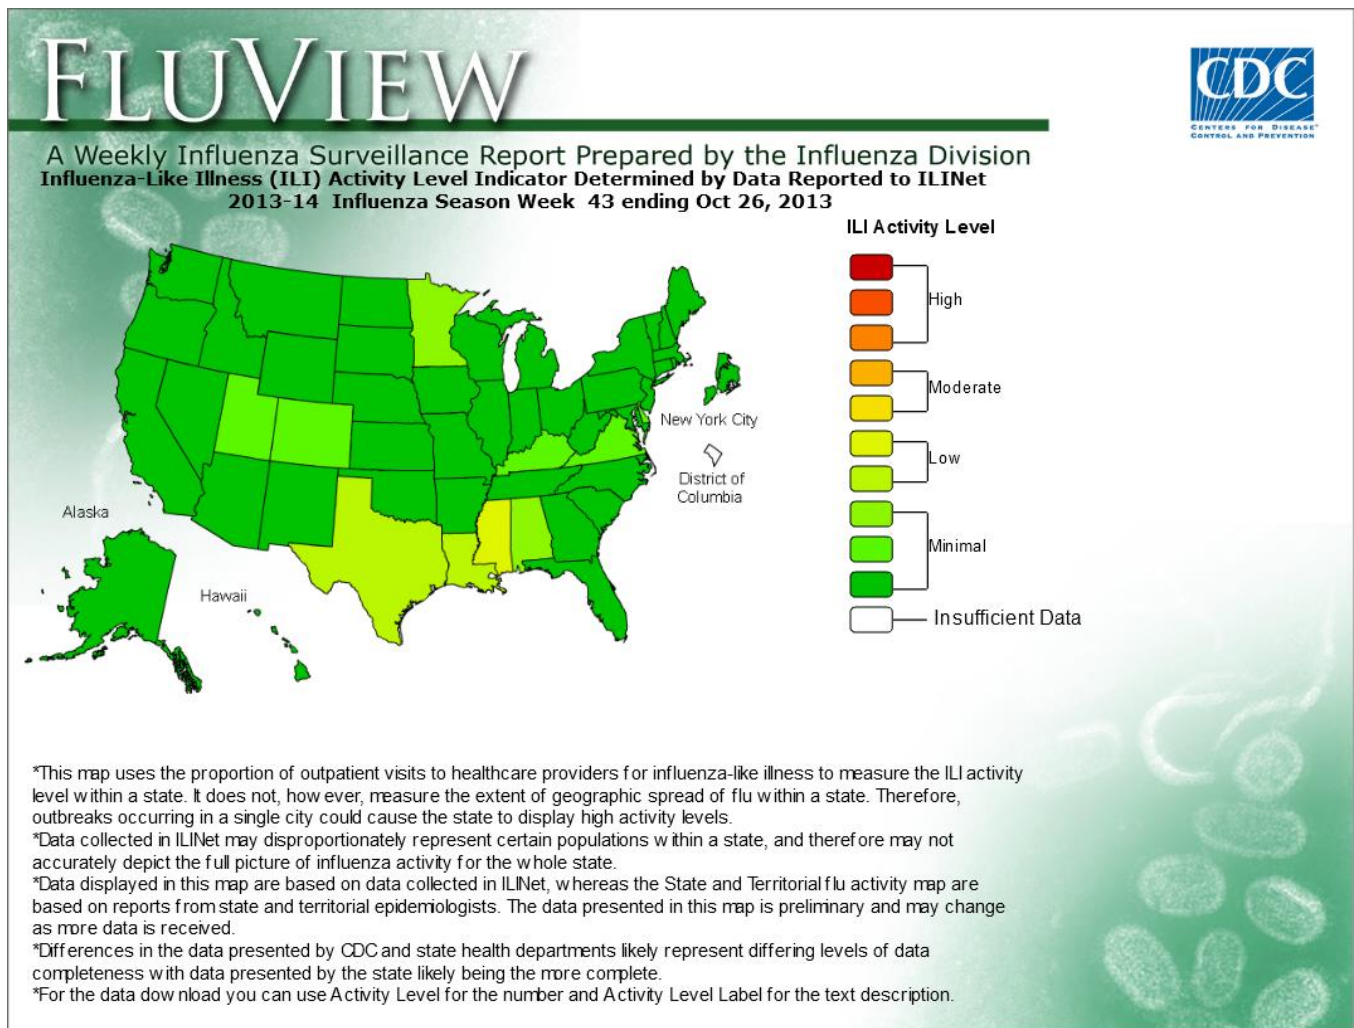 FLUVIEW
CDC
CENTERS FOR DISEASE
CONTROL AND PREVENTION
A Weekly Influenza Surveillance Report Prepared by the Influenza Division
Influenza-Like Illness (ILI) Activity Level Indicator Determined by Data Reported to ILINet
2013-14 Influenza Season Week 43 ending Oct 26, 2013
ILI Activity Level
High
Moderate
Low
Minimal
Insufficient Data
New York City
District of
Columbia
Alaska
Hawaii
*This map uses the proportion of outpatient visits to healthcare providers for influenza-like illness to measure the ILI activity
level within a state. It does not, however, measure the extent of geographic spread of flu within a state. Therefore,
outbreaks occurring in a single city could cause the state to display high activity levels.
*Data collected in ILINet may disproportionately represent certain populations within a state, and therefore may not
accurately depict the full picture of influenza activity for the whole state.
*Data displayed in this map are based on data collected in ILINet, whereas the State and Territorial flu activity map are
based on reports from state and territorial epidemiologists. The data presented in this map is preliminary and may change
as more data is received.
*Differences in the data presented by CDC and state health departments likely represent differing levels of data
completeness with data presented by the state likely being the more complete.
*For the data download you can use Activity Level for the number and Activity Level Label for the text description.